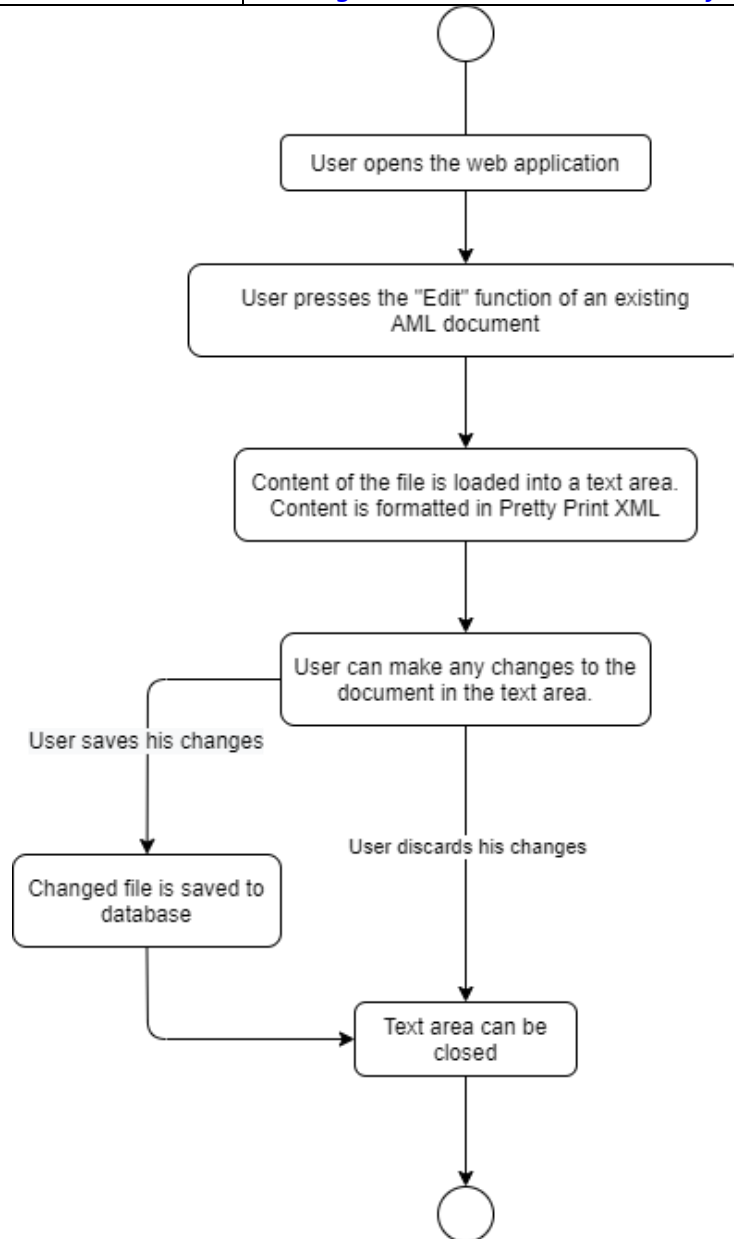 User opens the web application
User presses the "Edit" function of an existing
AML document
Content of the file is loaded into a text area.
Content is formatted in Pretty Print XML
User can make any changes to the
document in the text area.
User saves his changes
User discards his changes
Changed file is saved to
database
Text area can be
closed